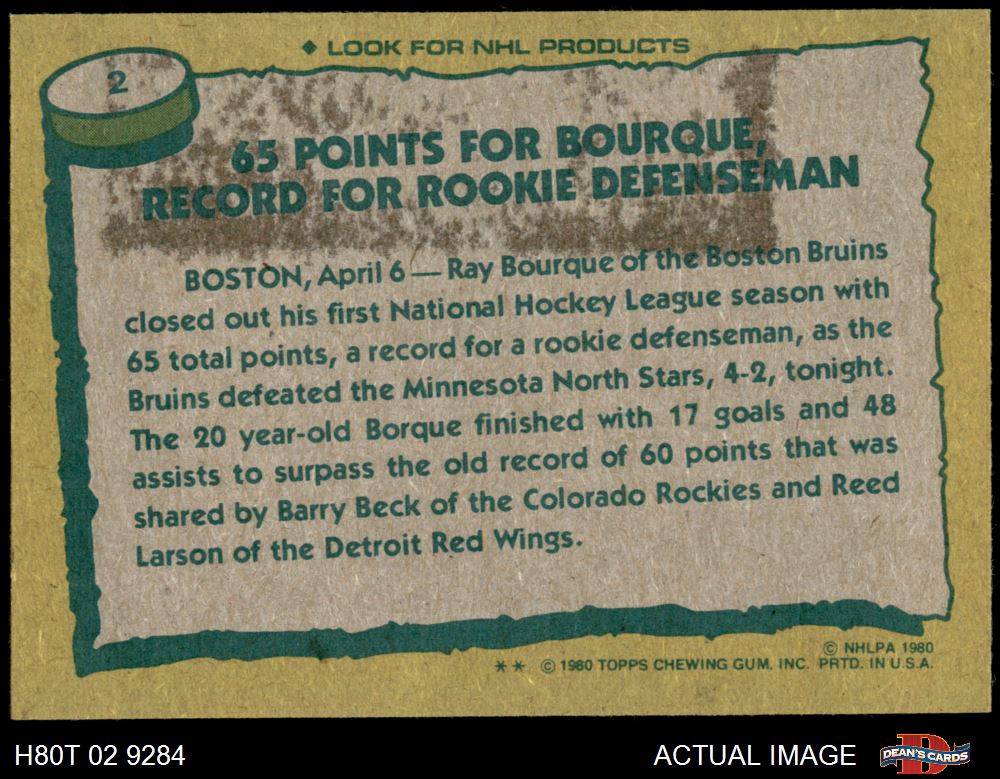 ◆ LOOK FOR NHL PRODUCTS
2
65 POINTS FOR BOURQUE,
RECORD FOR ROOKIE DEFENSEMAN
BOSTON, April 6 — Ray Bourque of the Boston Bruins
closed out his first National Hockey League season with
65 total points, a record for a rookie defenseman, as the
Bruins defeated the Minnesota North Stars, 4-2, tonight.
The 20 year-old Borque finished with 17 goals and 48
assists to surpass the old record of 60 points that was
shared by Barry Beck of the Colorado Rockies and Reed
Larson of the Detroit Red Wings.
© NHLPA 1980
** © 1980 TOPPS CHEWING GUM, INC. PRTD. IN U.S.A.
H80T 02 9284
ACTUAL IMAGE
D
DEAN'S CARDS